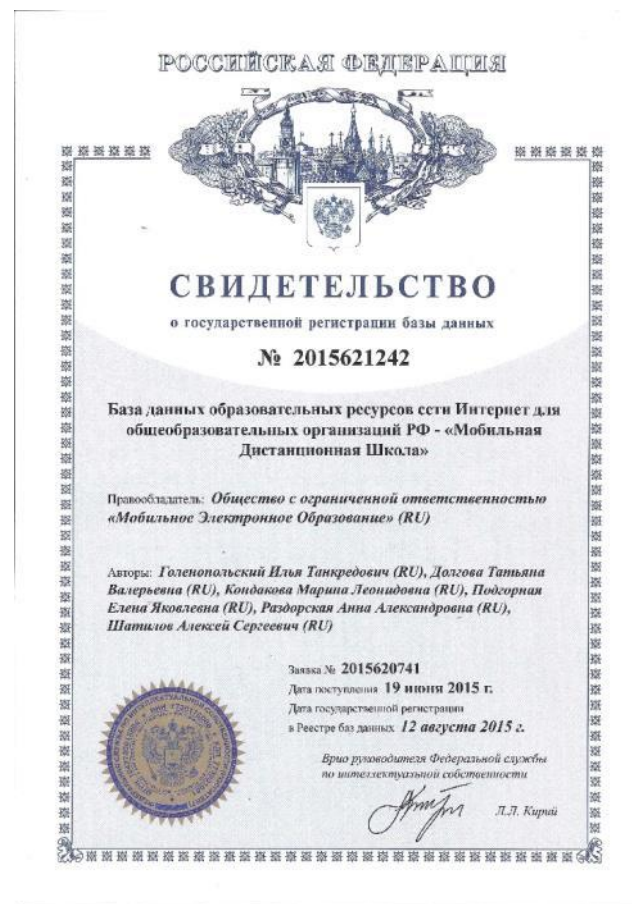 РОССИЙСКАЯ ФЕДЕРАЦИЯ
СВИДЕТЕЛЬСТВО
о государственной регистрации базы данных
№ 2015621242
База данных образовательных ресурсов сети Интернет для
общеобразовательных организаций РФ - «Мобильная
Дистанционная Школа»
Правообладатель: Общество с ограниченной ответственностью
«Мобильное Электронное Образование» (RU)
Авторы: Голенопольский Илья Танкредович (RU), Долгова Татьяна
Валерьевна (RU), Кондакова Марина Леонидовна (RU), Подгорная
Елена Яковлевна (RU), Раздорская Анна Александровна (RU),
Шатилов Алексей Сергеевич (RU)
Заявка № 2015620741
Дата поступления 19 июня 2015 г.
Дата государственной регистрации
в Реестре баз данных 12 августа 2015 г.
Врио руководителя Федеральной службы
по интеллектуальной собственности
Л.Л. Кирий